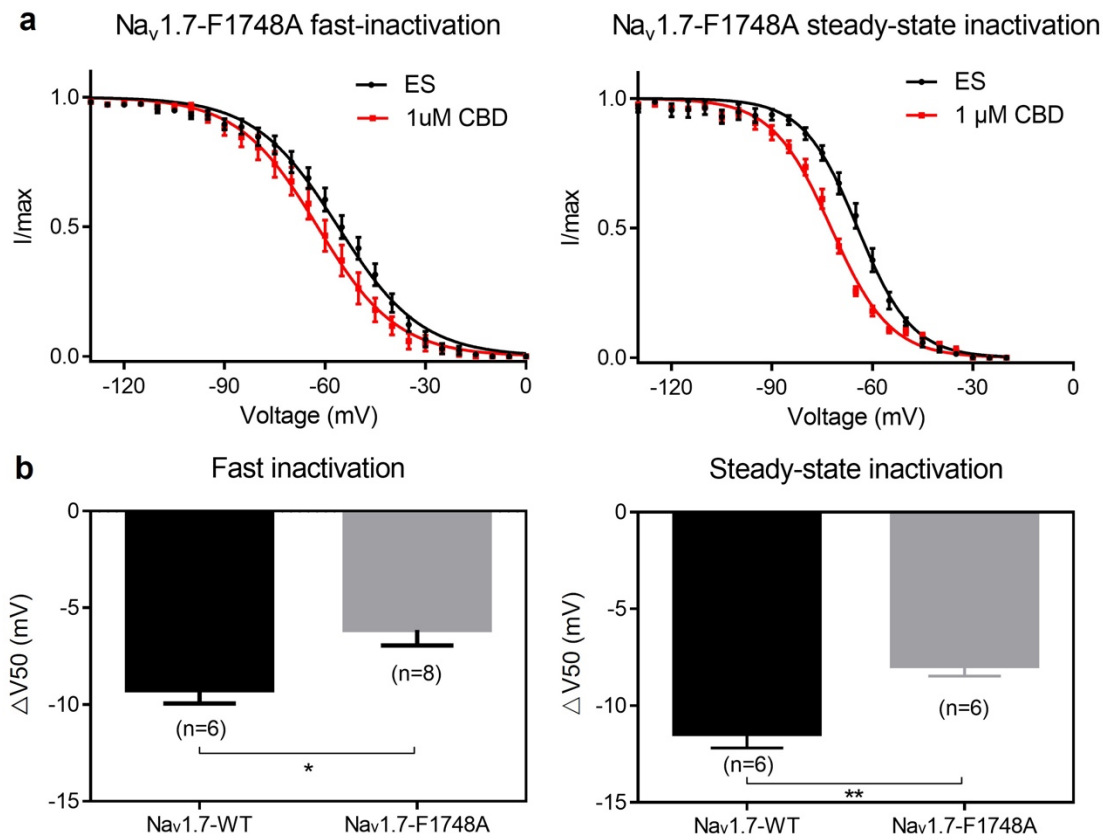 a
Naᵥ1.7-F1748A fast-inactivation
ES
1uM CBD
1.0
0.5
0.0
I/max
-120
-90
-60
-30
0
Voltage (mV)
Naᵥ1.7-F1748A steady-state inactivation
ES
1 µM CBD
1.0
0.5
0.0
I/max
-120
-90
-60
-30
0
Voltage (mV)
b
Fast inactivation
0
-5
-10
-15
△V50 (mV)
(n=6)
(n=8)
*
Naᵥ1.7-WT
Naᵥ1.7-F1748A
Steady-state inactivation
0
-5
-10
-15
△V50 (mV)
(n=6)
(n=6)
**
Naᵥ1.7-WT
Naᵥ1.7-F1748A